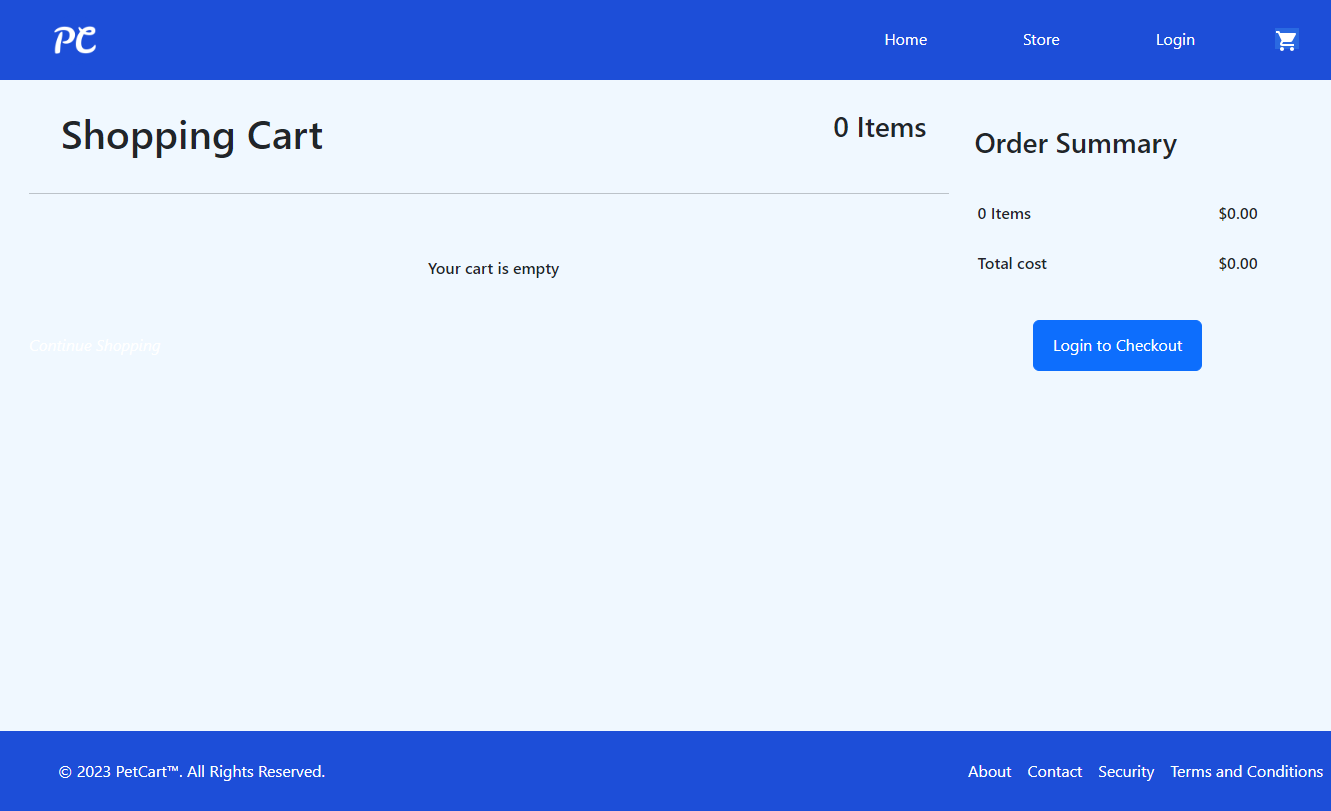 PC
Home Store Login
Shopping Cart
0 Items
Your cart is empty
Continue Shopping
Order Summary
0 Items $0.00
Total cost $0.00
Login to Checkout
© 2023 PetCart™. All Rights Reserved.
About Contact Security Terms and Conditions